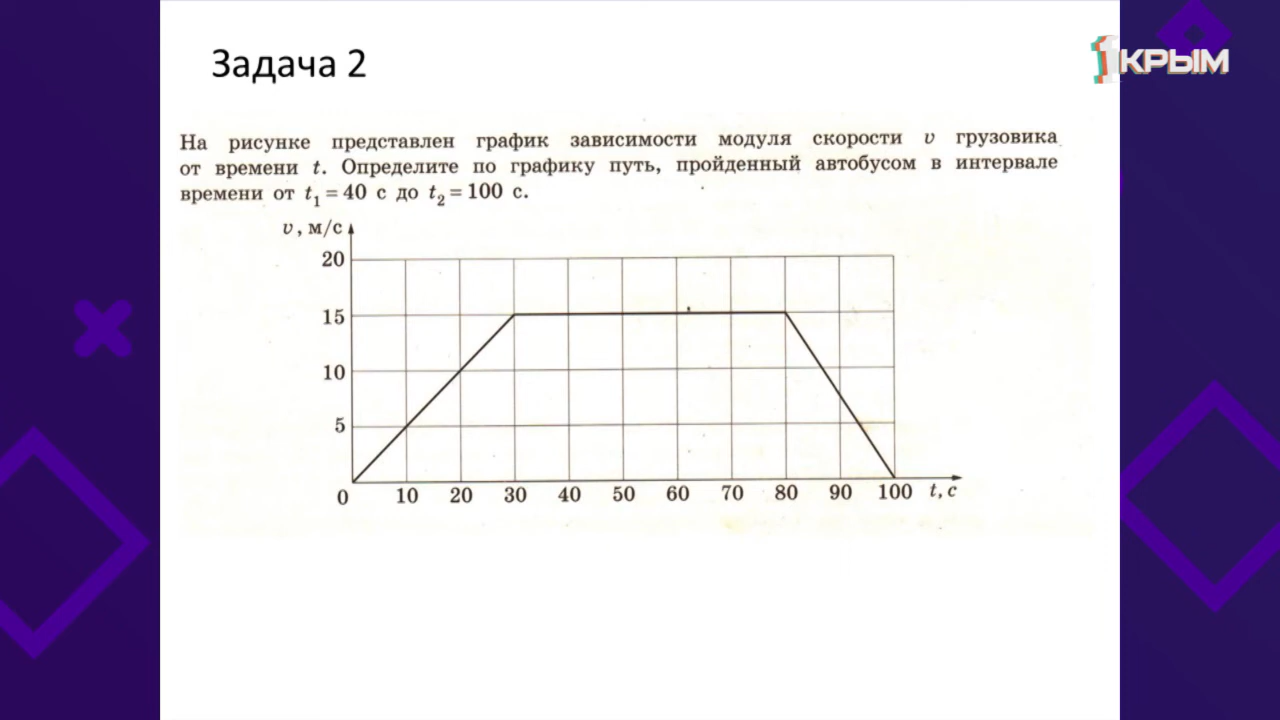 Задача 2
1КРЫМ
На рисунке представлен график зависимости модуля скорости υ грузовика
от времени t. Определите по графику путь, пройденный автобусом в интервале
времени от t₁ = 40 с до t₂ = 100 с.
υ, м/с
20
15
10
5
0 10 20 30 40 50 60 70 80 90 100 t, с